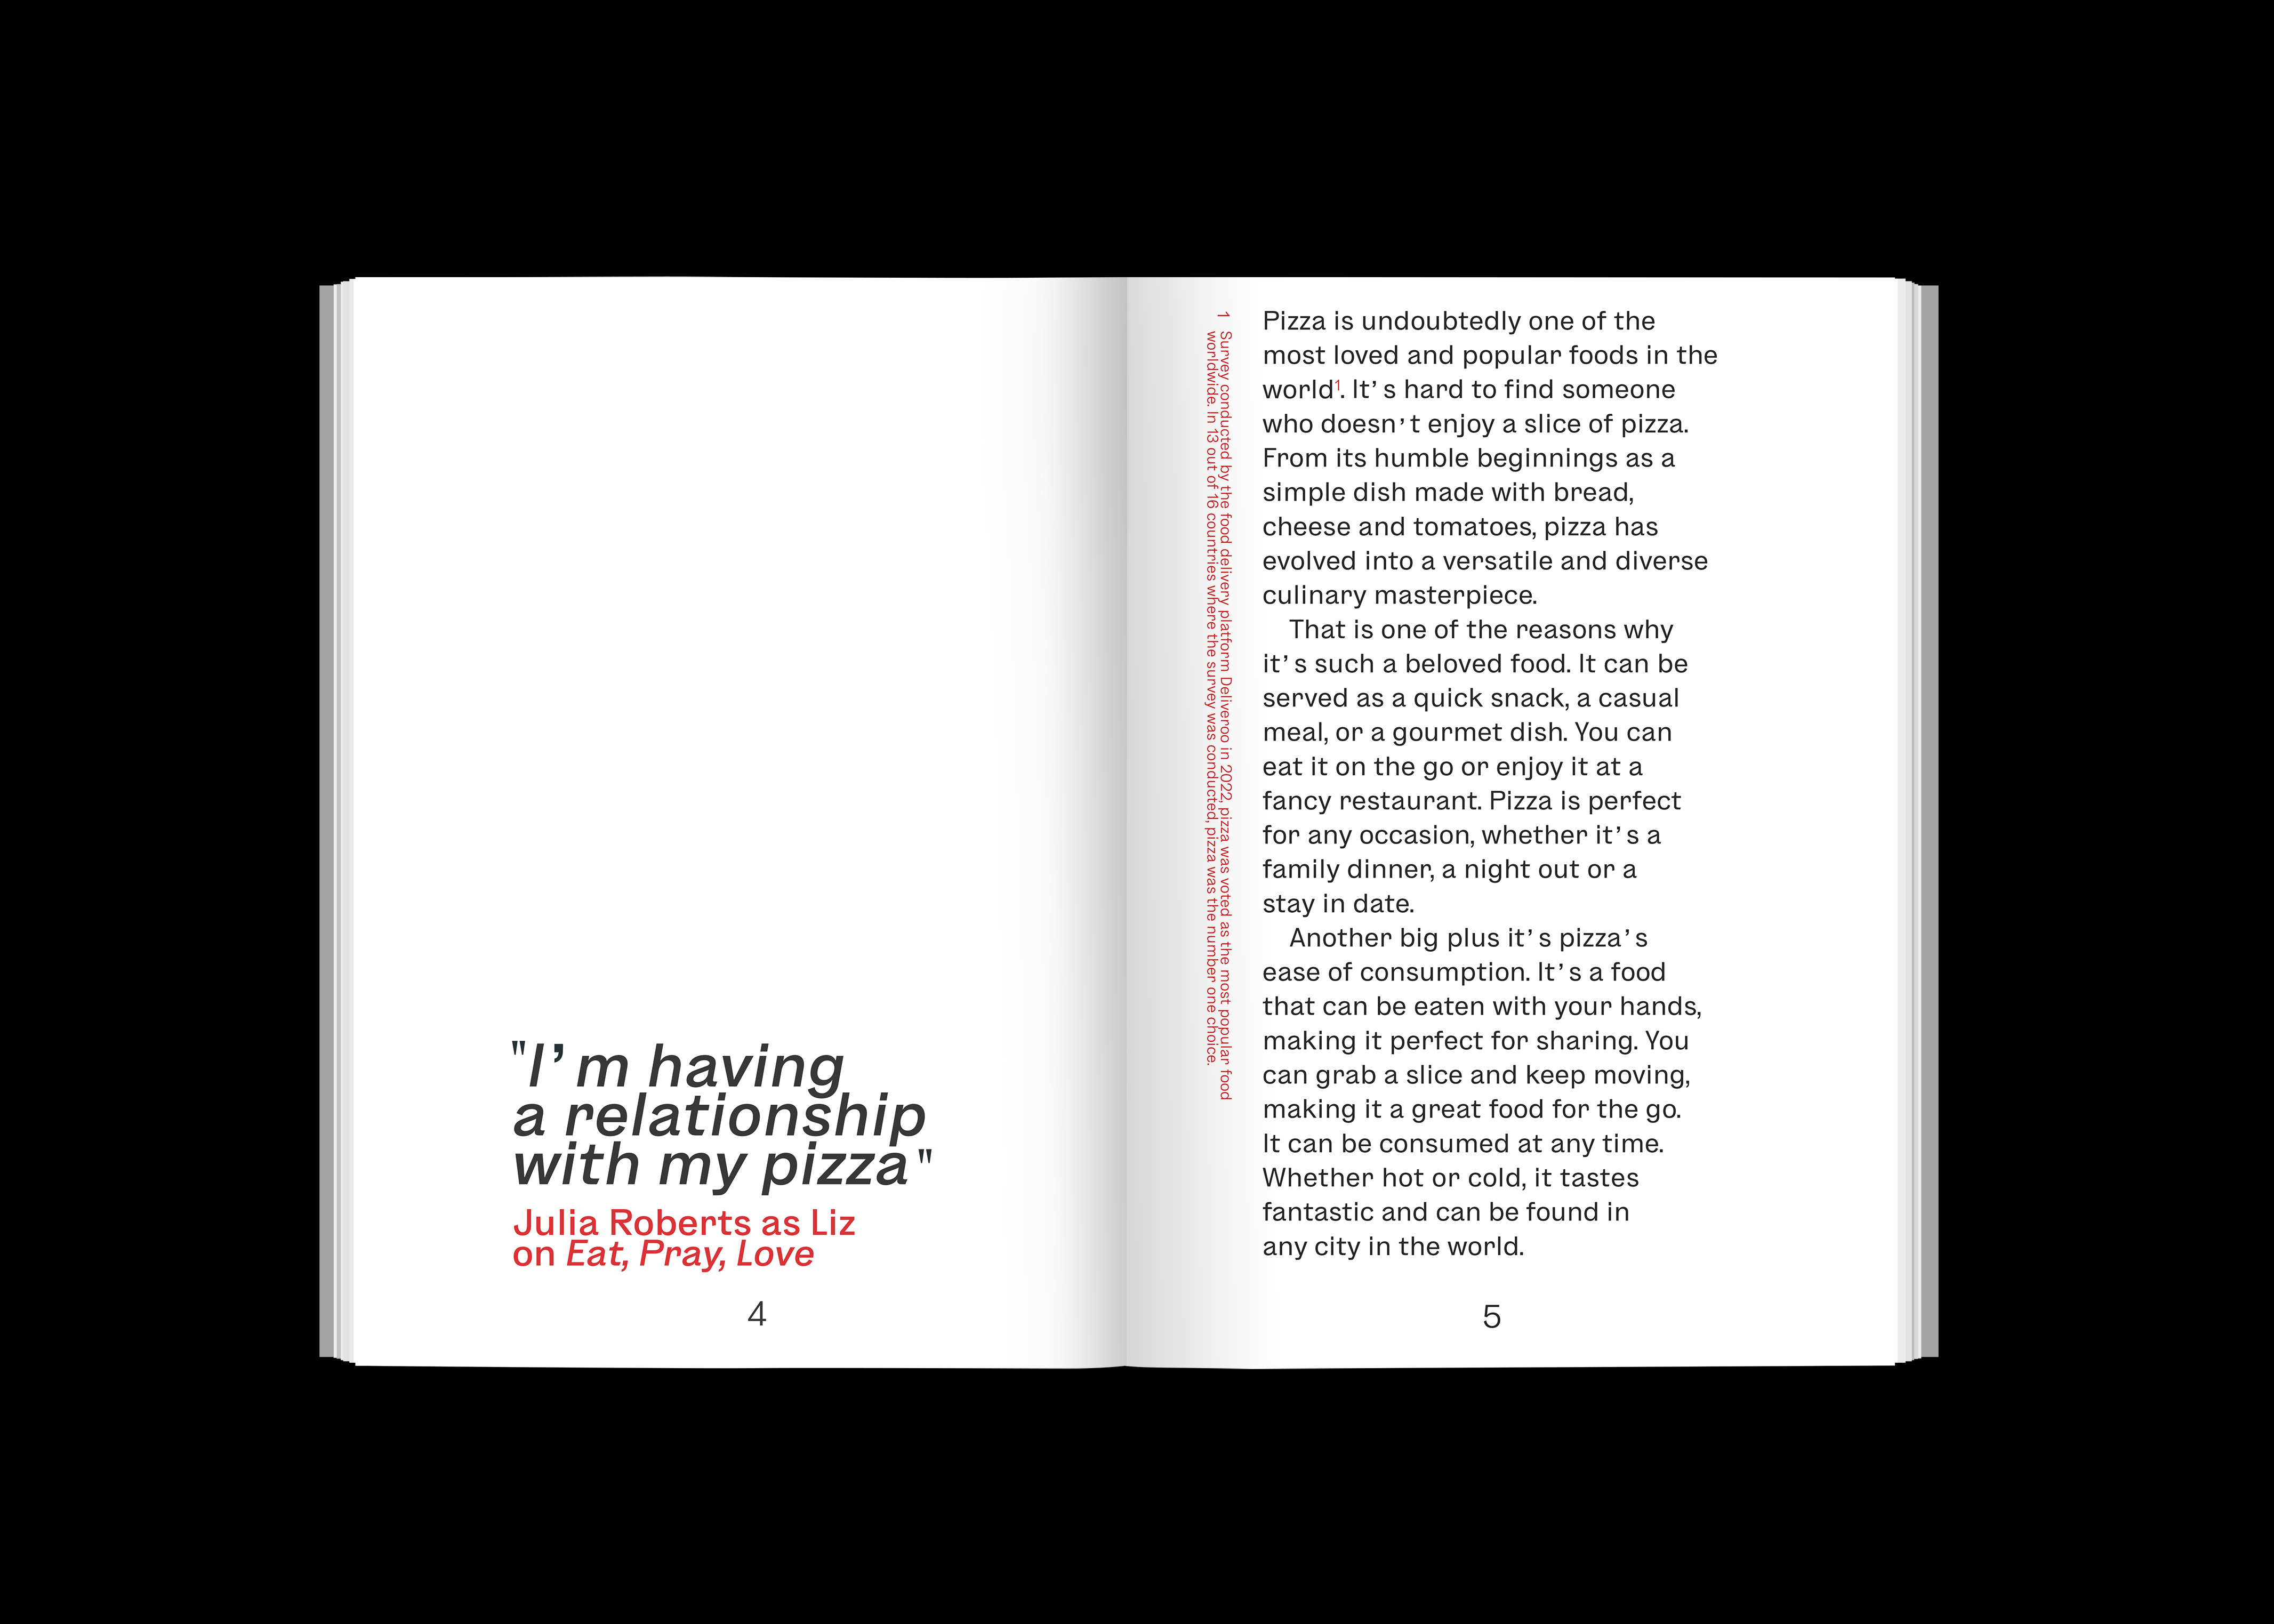 "I’m having
a relationship
with my pizza"
Julia Roberts as Liz
on Eat, Pray, Love
4
1 Survey conducted by the food delivery platform Deliveroo in 2022, pizza was voted as the most popular food
worldwide. In 13 out of 16 countries where the survey was conducted, pizza was the number one choice.
Pizza is undoubtedly one of the
most loved and popular foods in the
world1. It’s hard to find someone
who doesn’t enjoy a slice of pizza.
From its humble beginnings as a
simple dish made with bread,
cheese and tomatoes, pizza has
evolved into a versatile and diverse
culinary masterpiece.
That is one of the reasons why
it’s such a beloved food. It can be
served as a quick snack, a casual
meal, or a gourmet dish. You can
eat it on the go or enjoy it at a
fancy restaurant. Pizza is perfect
for any occasion, whether it’s a
family dinner, a night out or a
stay in date.
Another big plus it’s pizza’s
ease of consumption. It’s a food
that can be eaten with your hands,
making it perfect for sharing. You
can grab a slice and keep moving,
making it a great food for the go.
It can be consumed at any time.
Whether hot or cold, it tastes
fantastic and can be found in
any city in the world.
5